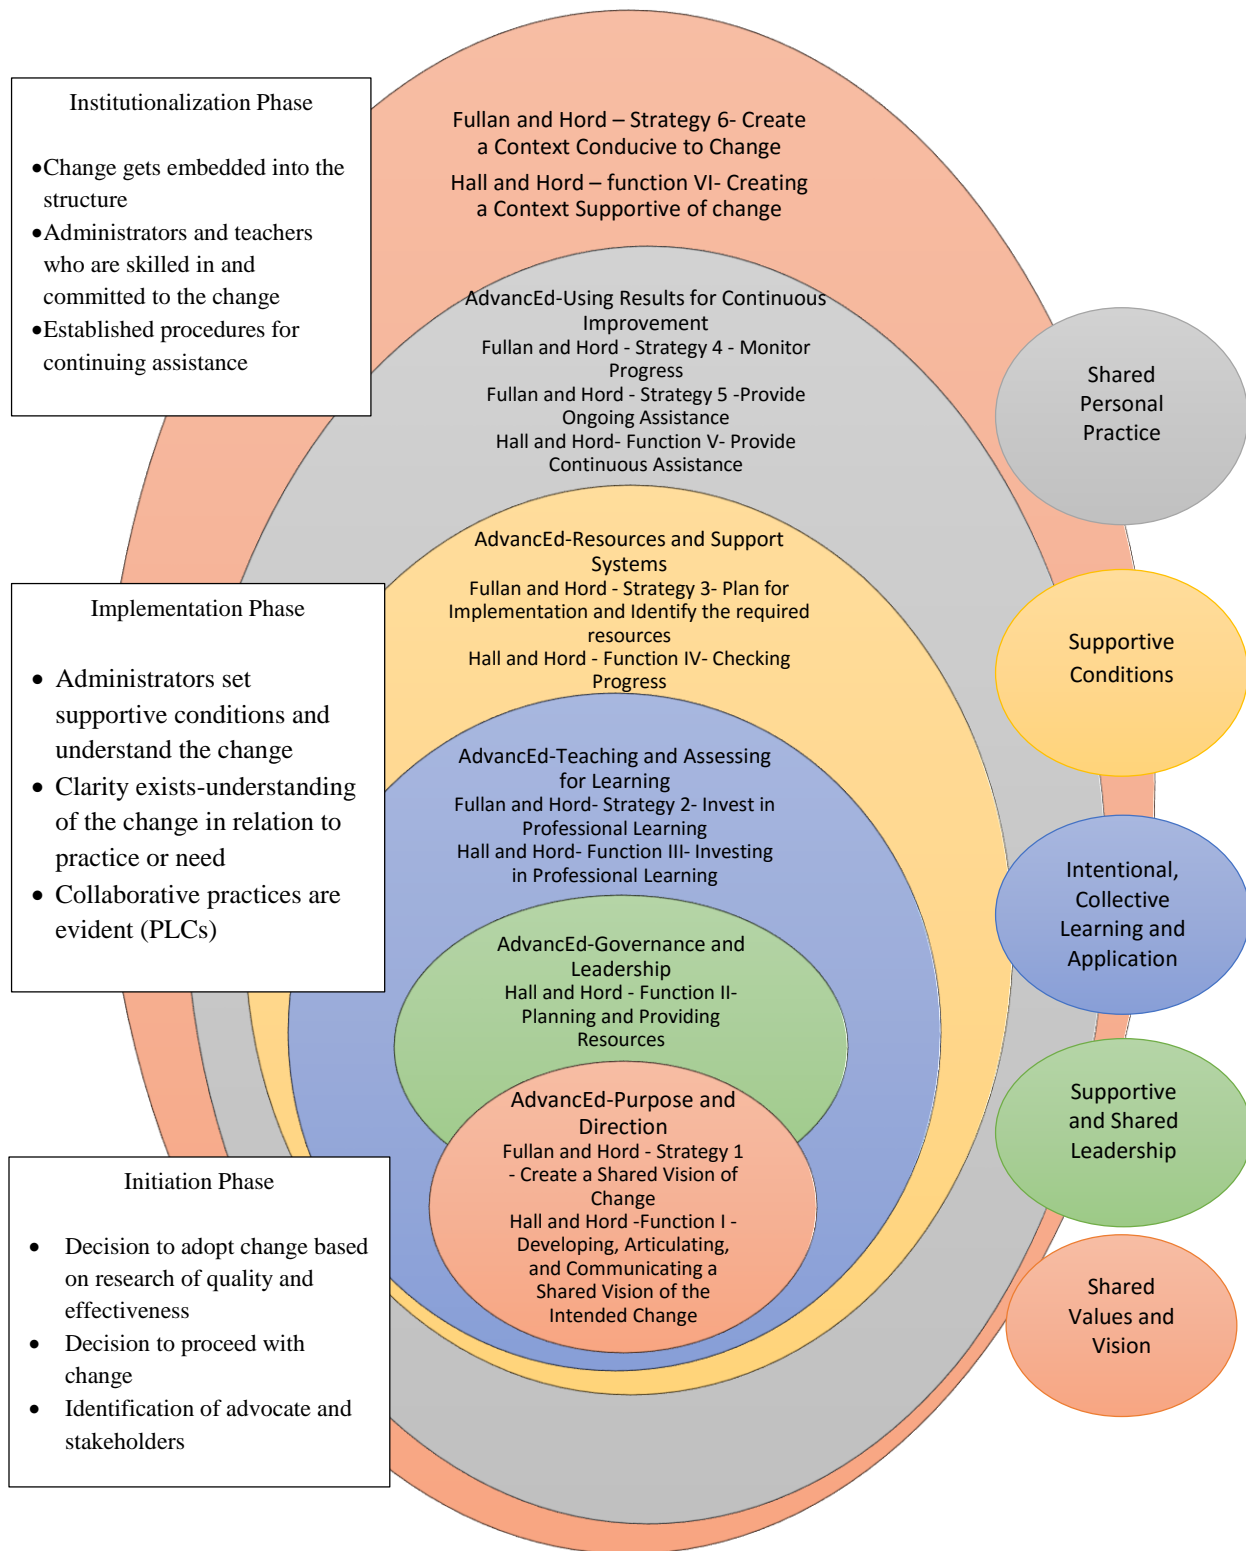 Institutionalization Phase
•Change gets embedded into the
structure
•Administrators and teachers
who are skilled in and
committed to the change
•Established procedures for
continuing assistance
Implementation Phase
• Administrators set
supportive conditions and
understand the change
• Clarity exists-understanding
of the change in relation to
practice or need
• Collaborative practices are
evident (PLCs)
Initiation Phase
• Decision to adopt change based
on research of quality and
effectiveness
• Decision to proceed with
change
• Identification of advocate and
stakeholders
Fullan and Hord – Strategy 6- Create
a Context Conducive to Change
Hall and Hord – function VI- Creating
a Context Supportive of change
AdvancEd-Using Results for Continuous
Improvement
Fullan and Hord - Strategy 4 - Monitor
Progress
Fullan and Hord - Strategy 5 -Provide
Ongoing Assistance
Hall and Hord- Function V- Provide
Continuous Assistance
AdvancEd-Resources and Support
Systems
Fullan and Hord - Strategy 3- Plan for
Implementation and Identify the required
resources
Hall and Hord - Function IV- Checking
Progress
AdvancEd-Teaching and Assessing
for Learning
Fullan and Hord- Strategy 2- Invest in
Professional Learning
Hall and Hord- Function III- Investing
in Professional Learning
AdvancEd-Governance and
Leadership
Hall and Hord - Function II-
Planning and Providing
Resources
AdvancEd-Purpose and
Direction
Fullan and Hord - Strategy 1
- Create a Shared Vision of
Change
Hall and Hord -Function I -
Developing, Articulating,
and Communicating a
Shared Vision of the
Intended Change
Shared
Personal
Practice
Supportive
Conditions
Intentional,
Collective
Learning and
Application
Supportive
and Shared
Leadership
Shared
Values and
Vision